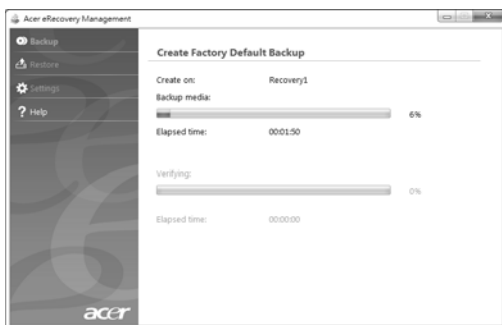 Acer eRecovery Management
Backup
Restore
Settings
Help
Create Factory Default Backup
Create on: Recovery1
Backup media:
6%
Elapsed time: 00:01:50
Verifying:
0%
Elapsed time: 00:00:00
acer